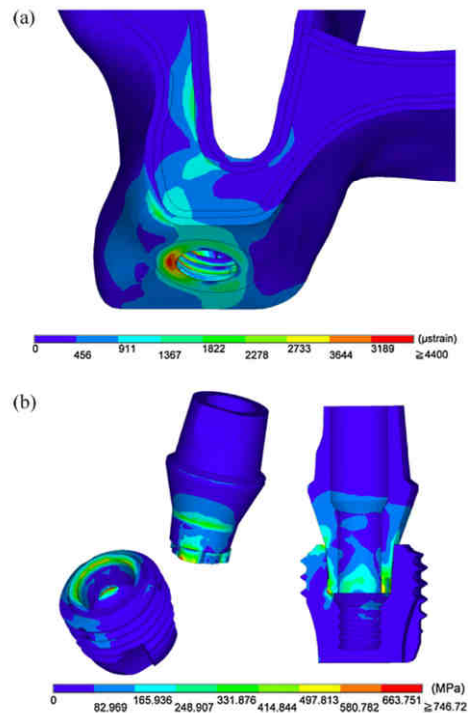 (a)
(μstrain)
0 911 1822 2733 3189
456 1367 2278 3644 ≧4400
(b)
(MPa)
0 165.936 331.876 497.813 663.751
82.969 248.907 414.844 580.782 ≧746.72